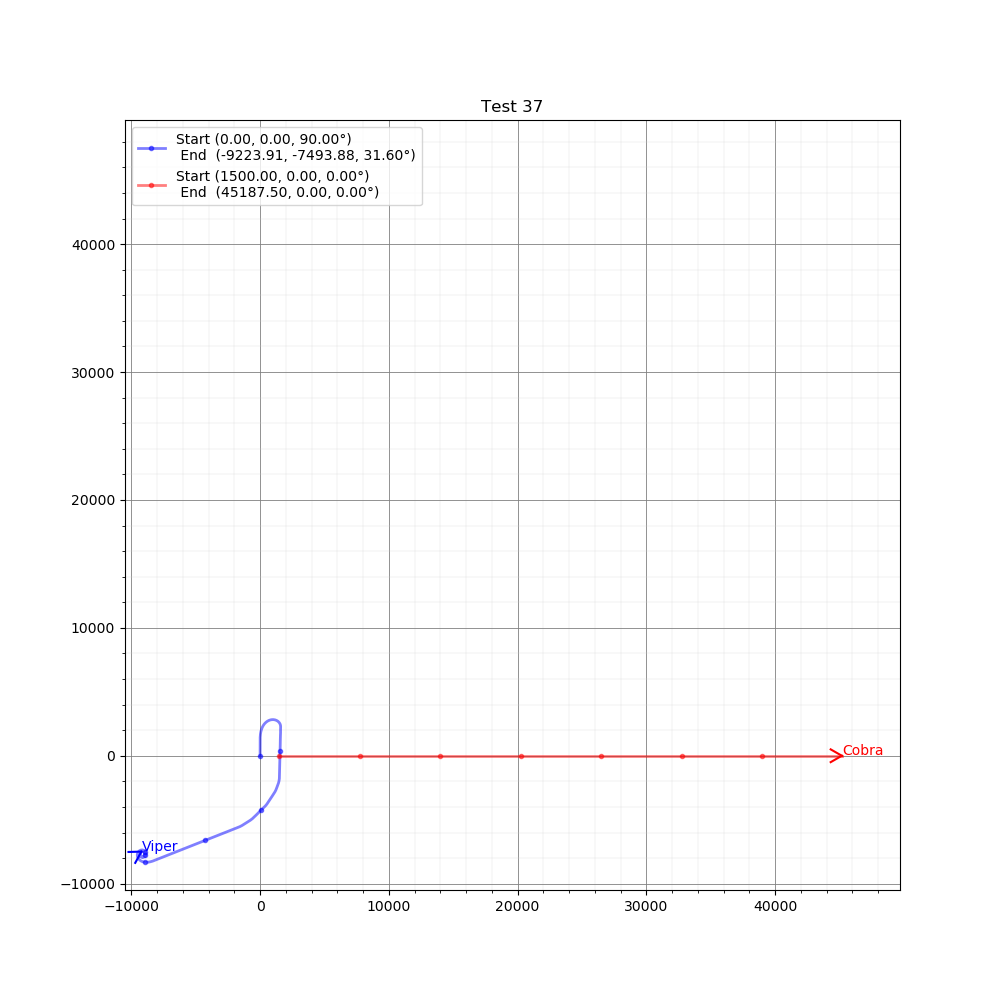 Test 37
Start (0.00, 0.00, 90.00°)
End (-9223.91, -7493.88, 31.60°)
Start (1500.00, 0.00, 0.00°)
End (45187.50, 0.00, 0.00°)
40000
30000
20000
10000
0
−10000
Cobra
Viper
−10000 0 10000 20000 30000 40000